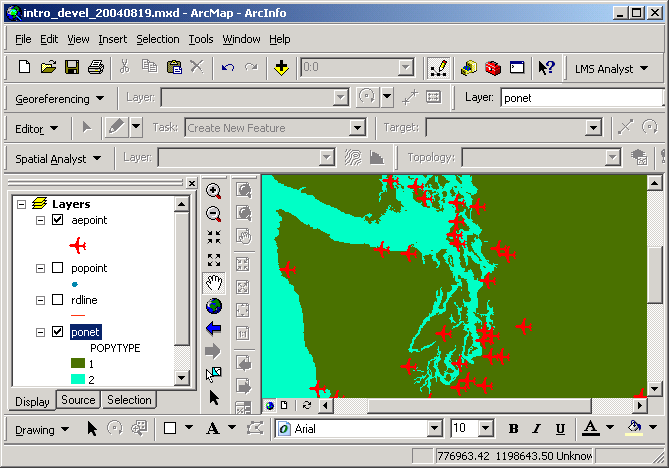 intro_devel_20040819.mxd - ArcMap - ArcInfo
File Edit View Insert Selection Tools Window Help
0:0 LMS Analyst
Georeferencing Layer: Layer: ponet
Editor Task: Create New Feature Target:
Spatial Analyst Layer: Topology:
Layers
aepoint
popoint
rdline
ponet
POPYTYPE
1
2
1:1
Display Source Selection
Drawing A Arial 10 B I U A
776963.42 1198643.50 Unknow